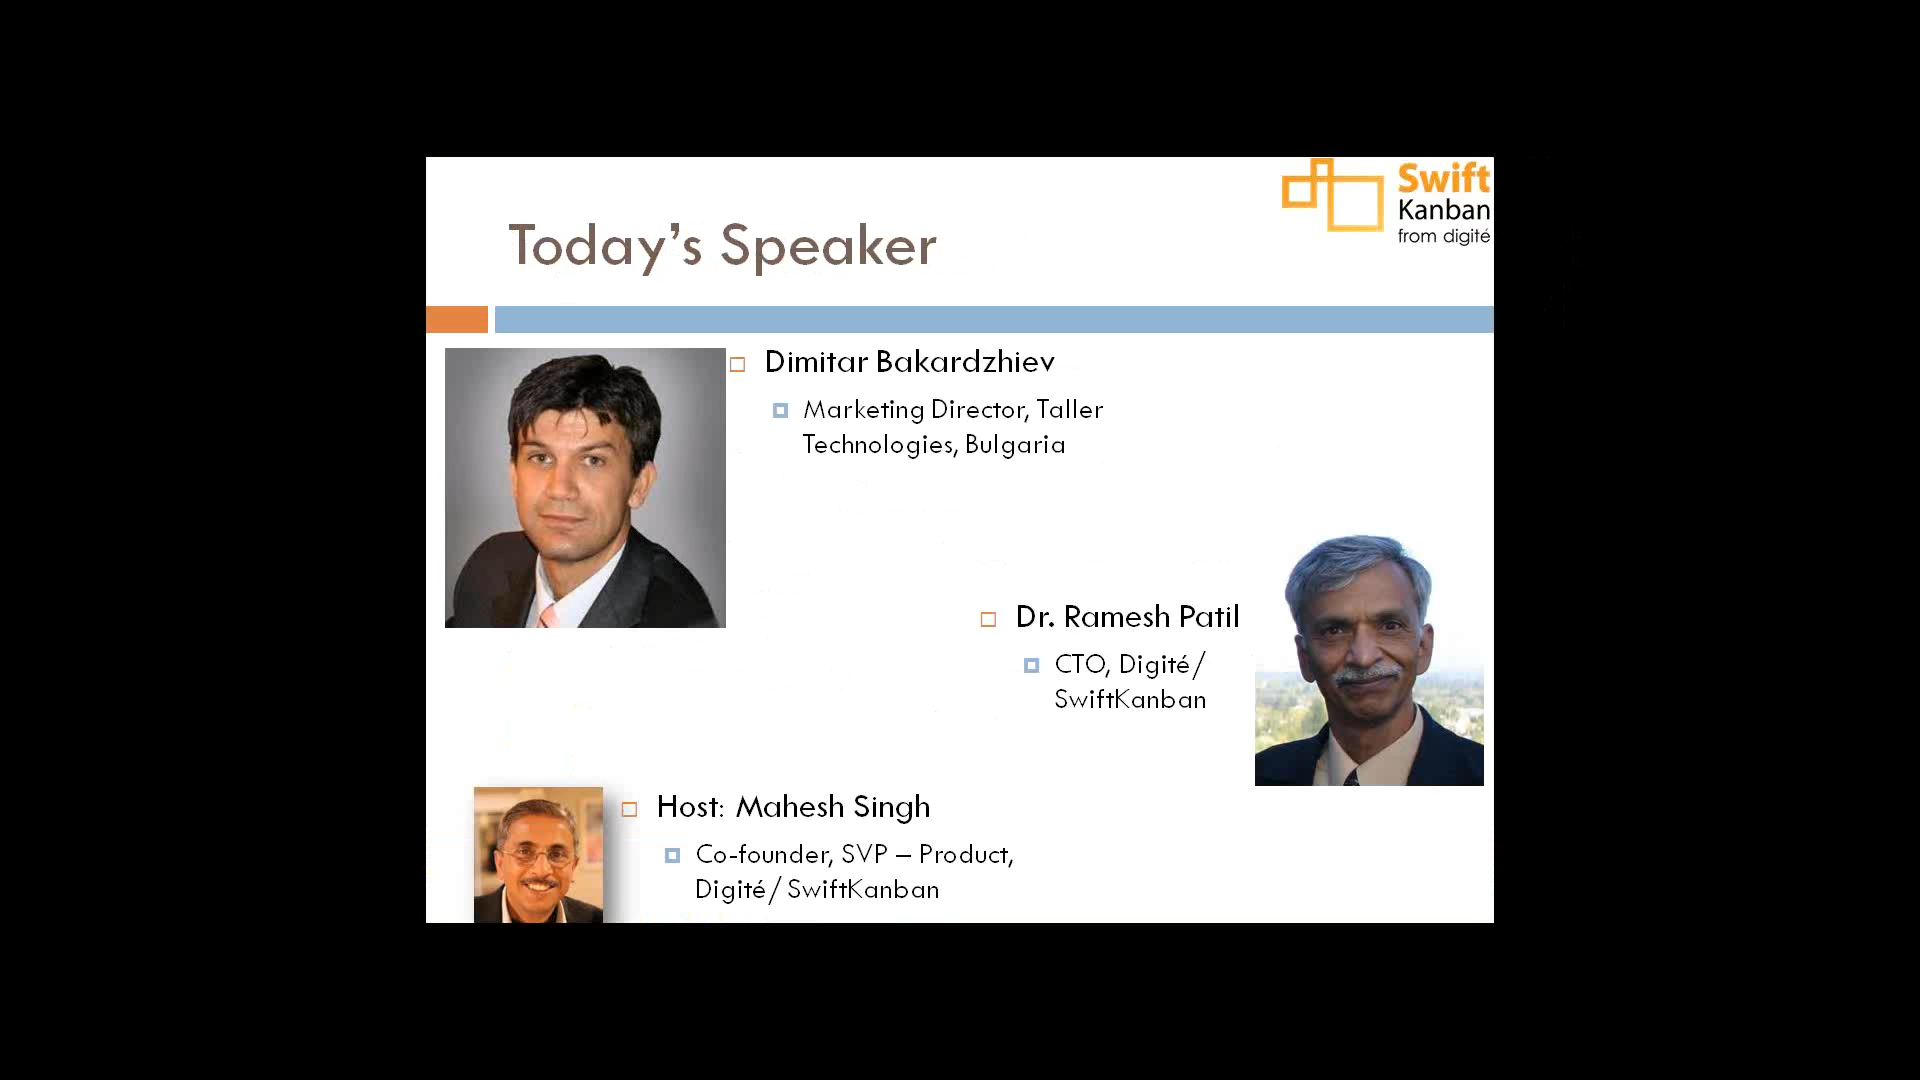 Swift
Kanban
from digité
Today’s Speaker
Dimitar Bakardzhiev
Marketing Director, Taller
Technologies, Bulgaria
Dr. Ramesh Patil
CTO, Digité/
SwiftKanban
Host: Mahesh Singh
Co-founder, SVP – Product,
Digité/ SwiftKanban